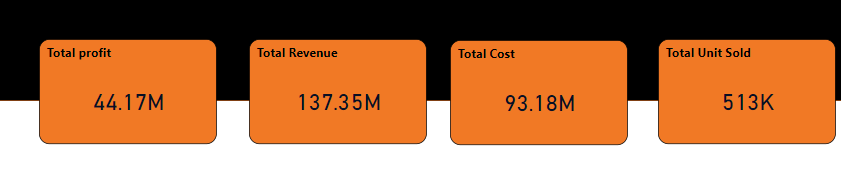 Total profit
44.17M
Total Revenue
137.35M
Total Cost
93.18M
Total Unit Sold
513K